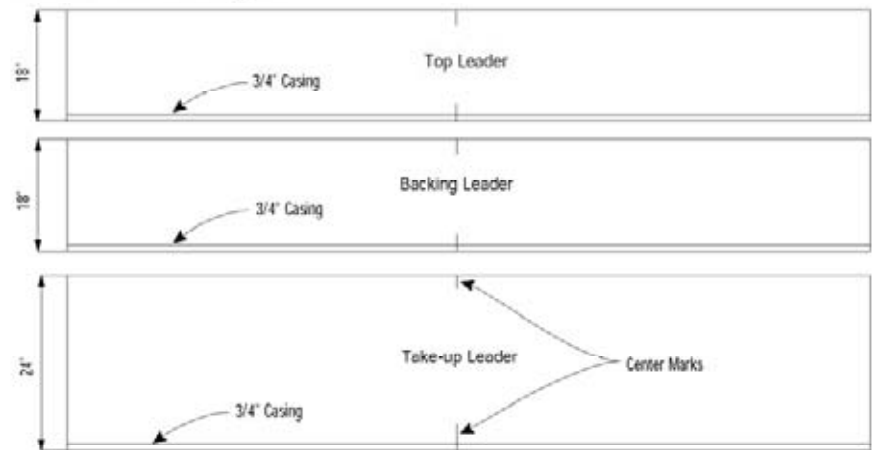 18"
Top Leader
3/4" Casing
18"
Backing Leader
3/4" Casing
24"
Take-up Leader
Center Marks
3/4" Casing